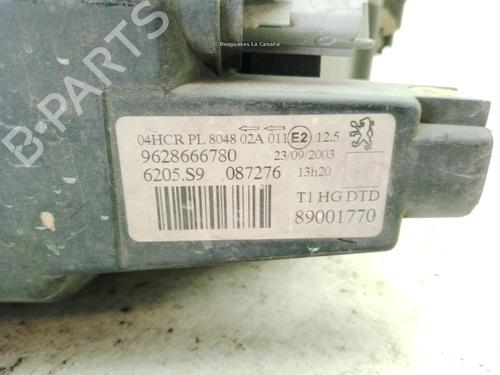 Desguaces La Cabaña
B-PARTS
04HCR PL 8048 02A 011 E2 12.5
9628666780 23/09/2003
6205.S9 087276 13h20
T1 HG DTD
89001770